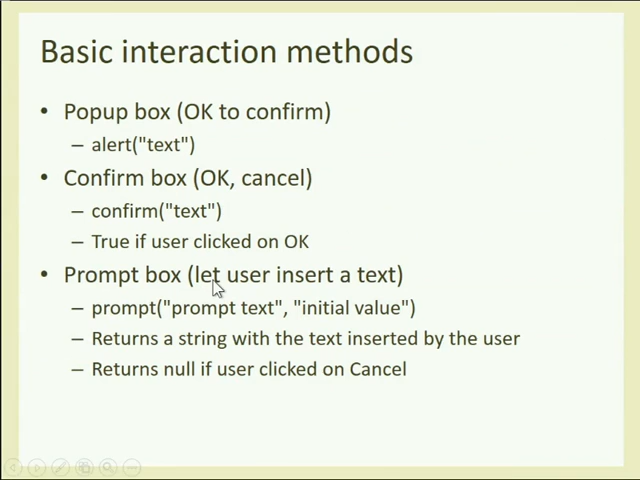 Basic interaction methods
• Popup box (OK to confirm)
– alert("text")
• Confirm box (OK, cancel)
– confirm("text")
– True if user clicked on OK
• Prompt box (let user insert a text)
– prompt("prompt text", "initial value")
– Returns a string with the text inserted by the user
– Returns null if user clicked on Cancel